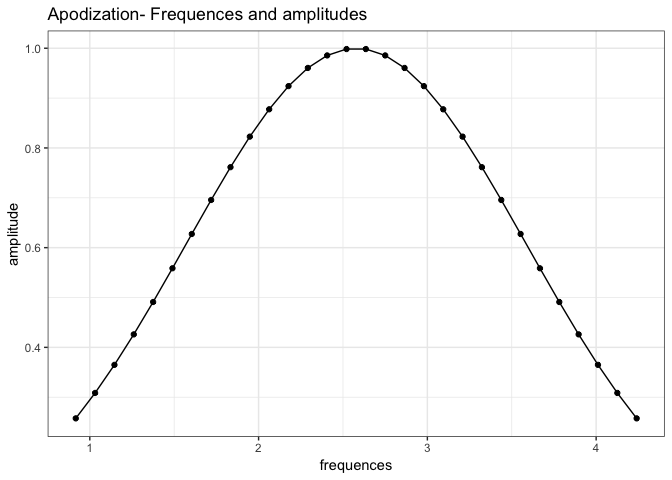 Apodization- Frequences and amplitudes
1.0
0.8
0.6
0.4
amplitude
1 2 3 4
frequences